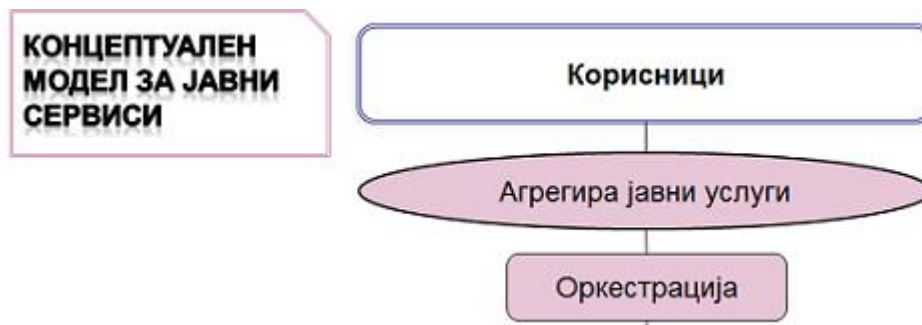 КОНЦЕПТУАЛЕН
МОДЕЛ ЗА ЈАВНИ
СЕРВИСИ
Корисници
Агрегира јавни услуги
Оркестрација